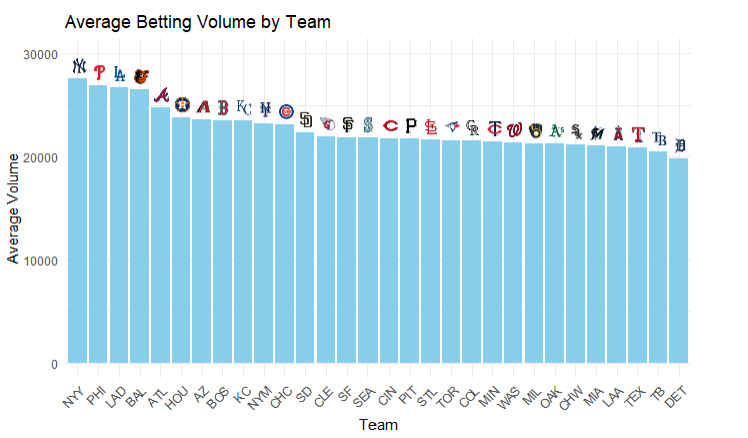 Average Betting Volume by Team
Average Volume
30000
20000
10000
0
NYY PHI LAD BAL ATL HOU AZ BOS KC NYM CHC SD CLE SF SEA CIN PIT STL TOR COL MIN WAS MIL OAK CHW MIA LAA TEX TB DET
Team